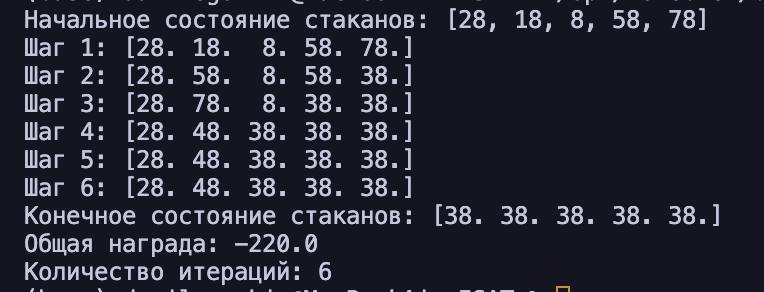 Начальное состояние стаканов: [28, 18, 8, 58, 78]
Шаг 1: [28. 18.  8. 58. 78.]
Шаг 2: [28. 58.  8. 58. 38.]
Шаг 3: [28. 78.  8. 38. 38.]
Шаг 4: [28. 48. 38. 38. 38.]
Шаг 5: [28. 48. 38. 38. 38.]
Шаг 6: [28. 48. 38. 38. 38.]
Конечное состояние стаканов: [38. 38. 38. 38. 38.]
Общая награда: -220.0
Количество итераций: 6